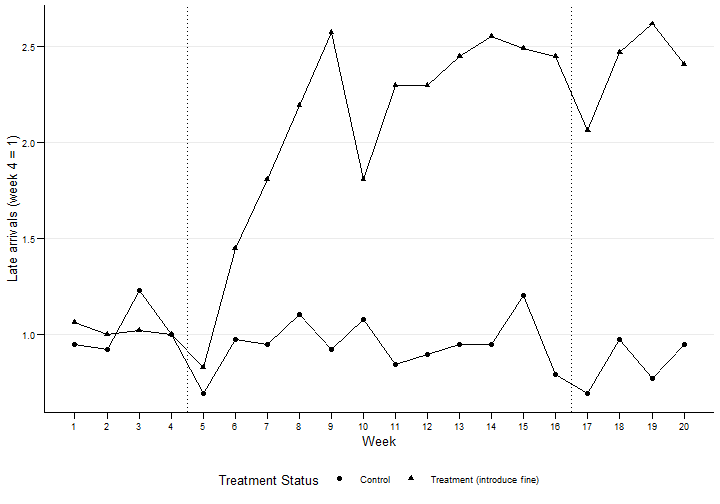 Late arrivals (week 4 = 1)
2.5
2.0
1.5
1.0
1 2 3 4 5 6 7 8 9 10 11 12 13 14 15 16 17 18 19 20
Week
Treatment Status Control Treatment (introduce fine)